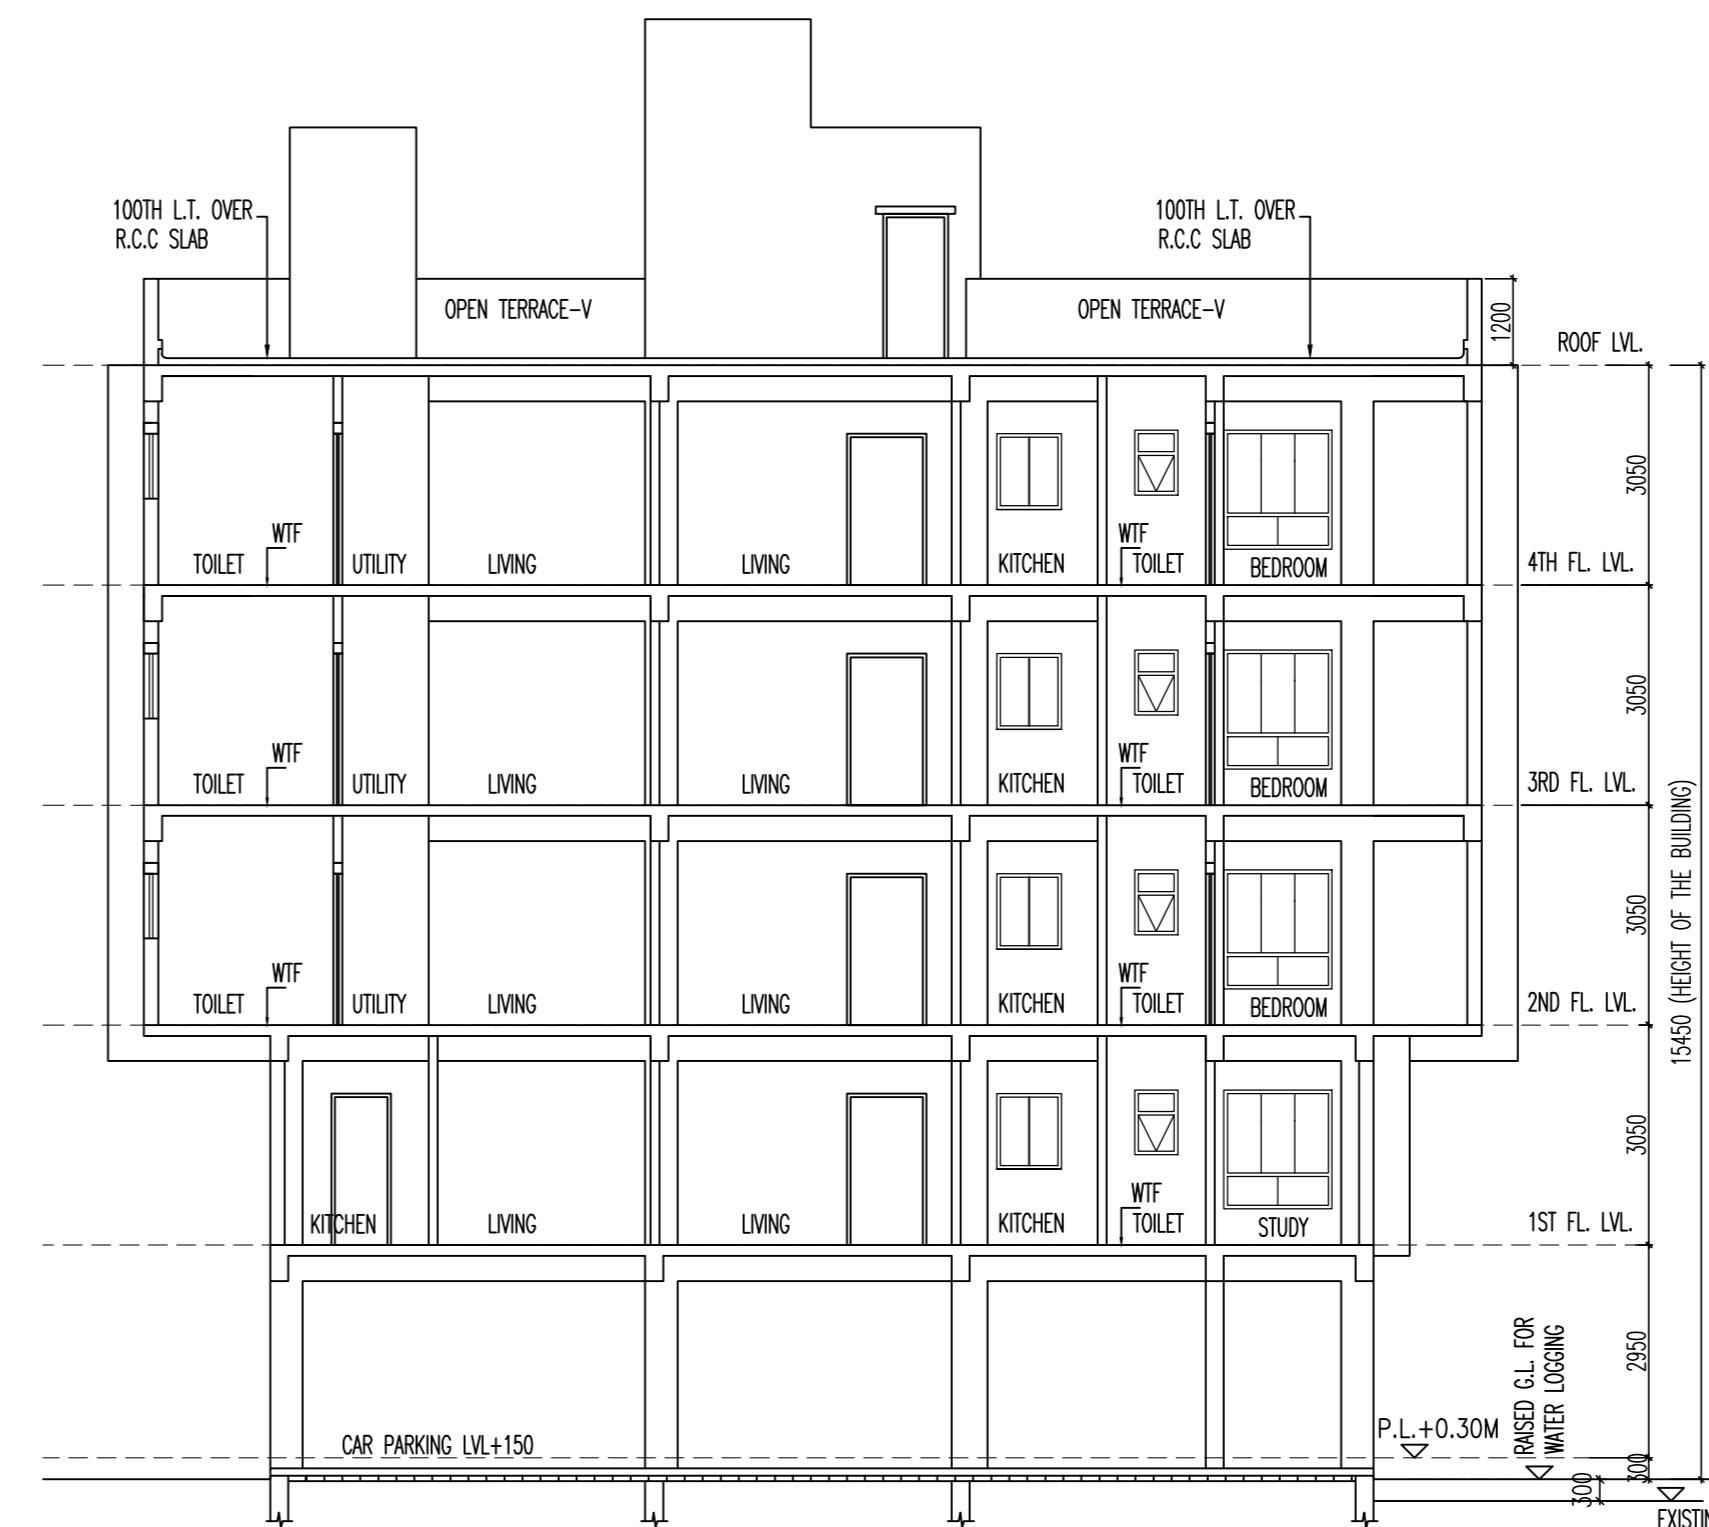 100TH L.T. OVER
R.C.C SLAB
100TH L.T. OVER
R.C.C SLAB
OPEN TERRACE-V
OPEN TERRACE-V
1200
ROOF LVL.
3050
WTF
WTF
TOILET
UTILITY
LIVING
LIVING
KITCHEN
TOILET
BEDROOM
4TH FL. LVL.
3050
WTF
WTF
TOILET
UTILITY
LIVING
LIVING
KITCHEN
TOILET
BEDROOM
3RD FL. LVL.
15450 (HEIGHT OF THE BUILDING)
3050
WTF
WTF
TOILET
UTILITY
LIVING
LIVING
KITCHEN
TOILET
BEDROOM
2ND FL. LVL.
3050
WTF
KITCHEN
LIVING
LIVING
KITCHEN
TOILET
STUDY
1ST FL. LVL.
2950
RAISED G.L. FOR
WATER LOGGING
P.L.+0.30M
CAR PARKING LVL+150
300
300